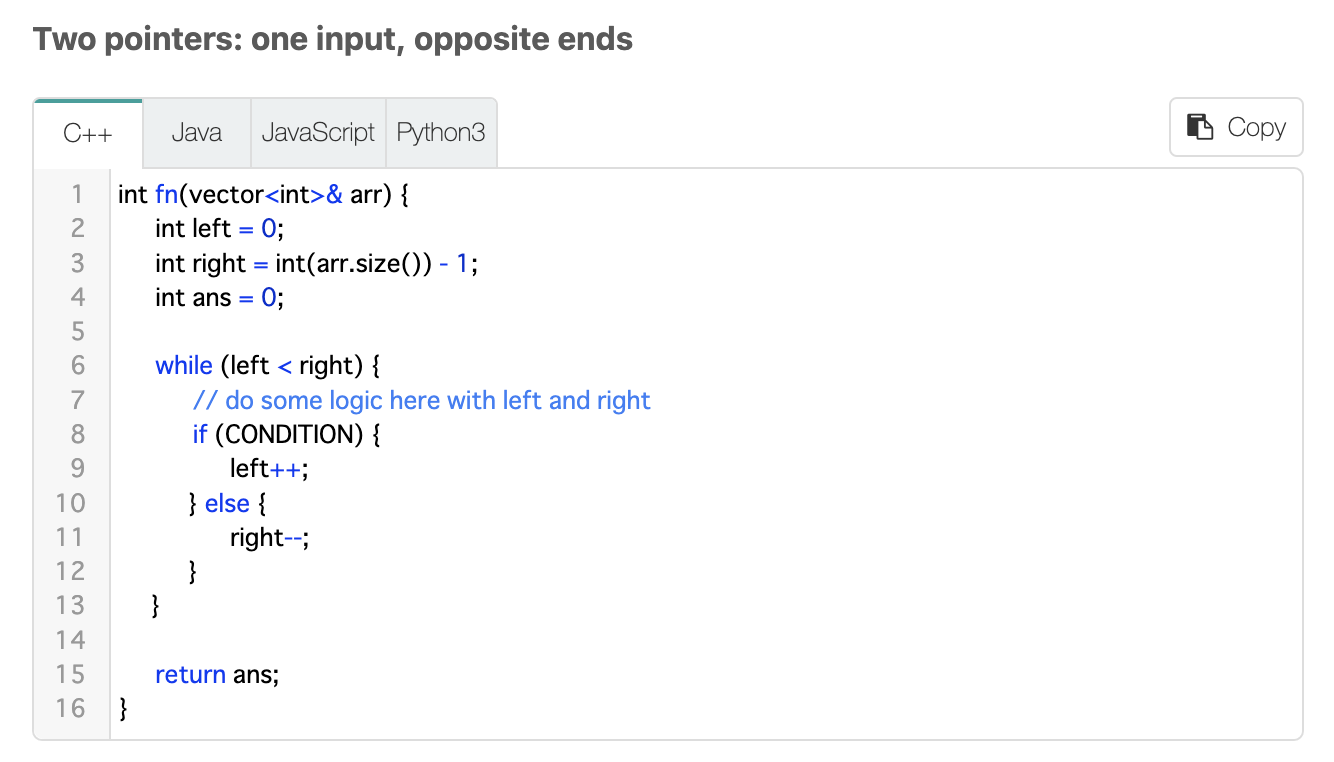 Two pointers: one input, opposite ends
C++ Java JavaScript Python3 Copy
1 int fn(vector<int>& arr) {
2 int left = 0;
3 int right = int(arr.size()) - 1;
4 int ans = 0;
5
6 while (left < right) {
7 // do some logic here with left and right
8 if (CONDITION) {
9 left++;
10 } else {
11 right--;
12 }
13 }
14
15 return ans;
16 }